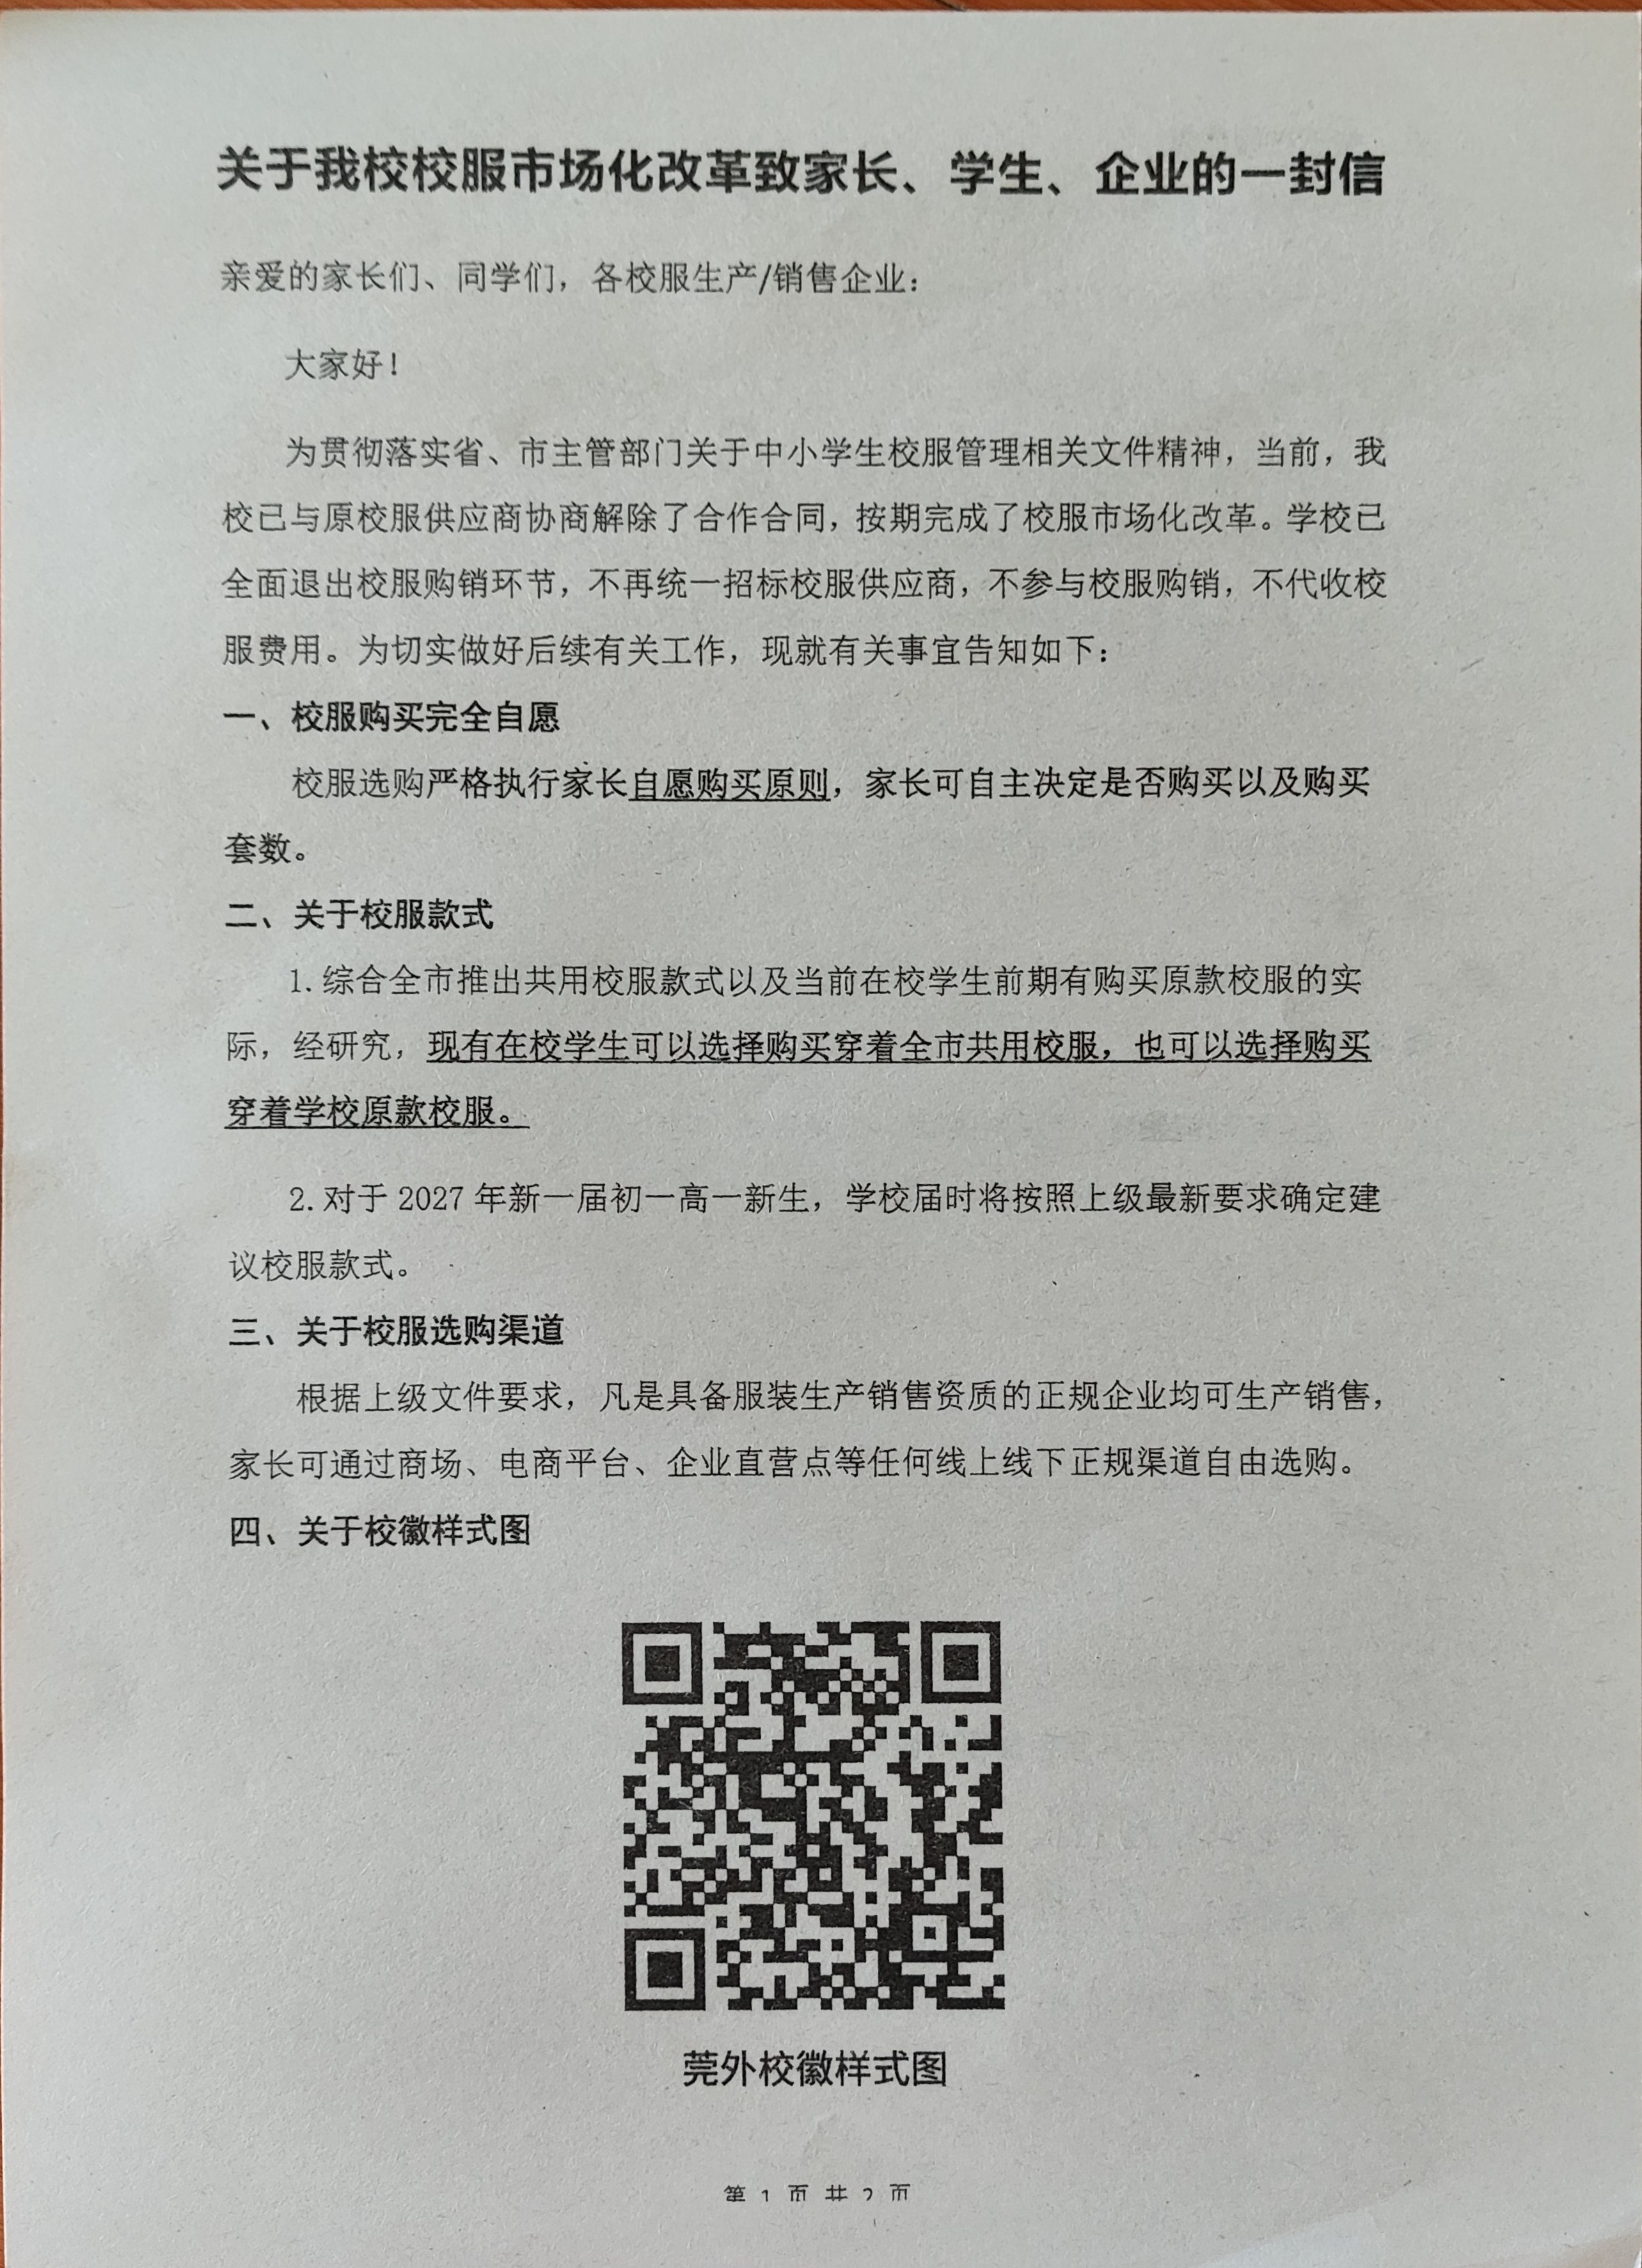 关于我校校服市场化改革致家长、学生、企业的一封信
亲爱的家长们、同学们，各校服生产/销售企业：
大家好！
为贯彻落实省、市主管部门关于中小学生校服管理相关文件精神，当前，我
校已与原校服供应商协商解除了合作合同，按期完成了校服市场化改革。学校已
全面退出校服购销环节，不再统一招标校服供应商，不参与校服购销，不代收校
服费用。为切实做好后续有关工作，现就有关事宜告知如下：
一、校服购买完全自愿
校服选购严格执行家长自愿购买原则，家长可自主决定是否购买以及购买
套数。
二、关于校服款式
1.综合全市推出共用校服款式以及当前在校学生前期有购买原款校服的实
际，经研究，现有在校学生可以选择购买穿着全市共用校服，也可以选择购买
穿着学校原款校服。
2.对于 2027 年新一届初一高一新生，学校届时将按照上级最新要求确定建
议校服款式。
三、关于校服选购渠道
根据上级文件要求，凡是具备服装生产销售资质的正规企业均可生产销售，
家长可通过商场、电商平台、企业直营点等任何线上线下正规渠道自由选购。
四、关于校徽样式图
莞外校徽样式图
第 1 页 共 2 页